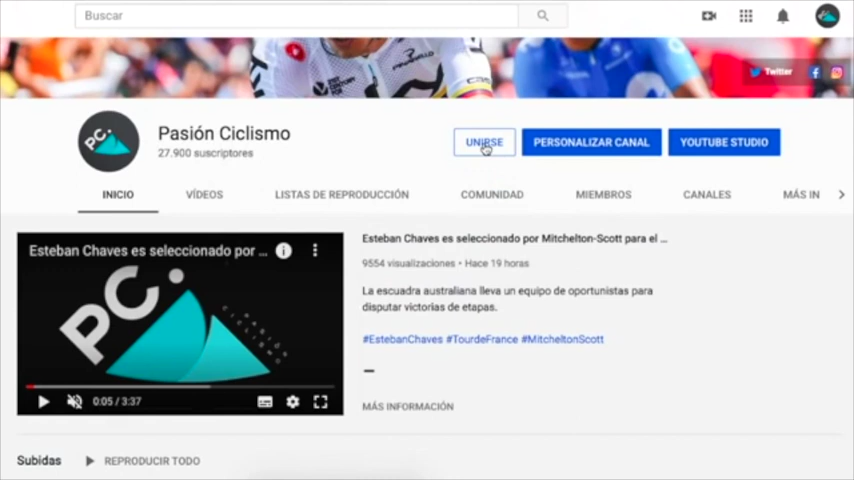 Buscar
Twitter
PC.
Pasión Ciclismo
27.900 suscriptores
UNIRSE
PERSONALIZAR CANAL
YOUTUBE STUDIO
INICIO
VÍDEOS
LISTAS DE REPRODUCCIÓN
COMUNIDAD
MIEMBROS
CANALES
MÁS IN
Esteban Chaves es seleccionado por ...
PC.
0:05 / 3:37
Esteban Chaves es seleccionado por Mitchelton-Scott para el ...
9554 visualizaciones • Hace 19 horas
La escuadra australiana lleva un equipo de oportunistas para
disputar victorias de etapas.
#EstebanChaves #TourdeFrance #MitcheltonScott
MÁS INFORMACIÓN
Subidas
REPRODUCIR TODO